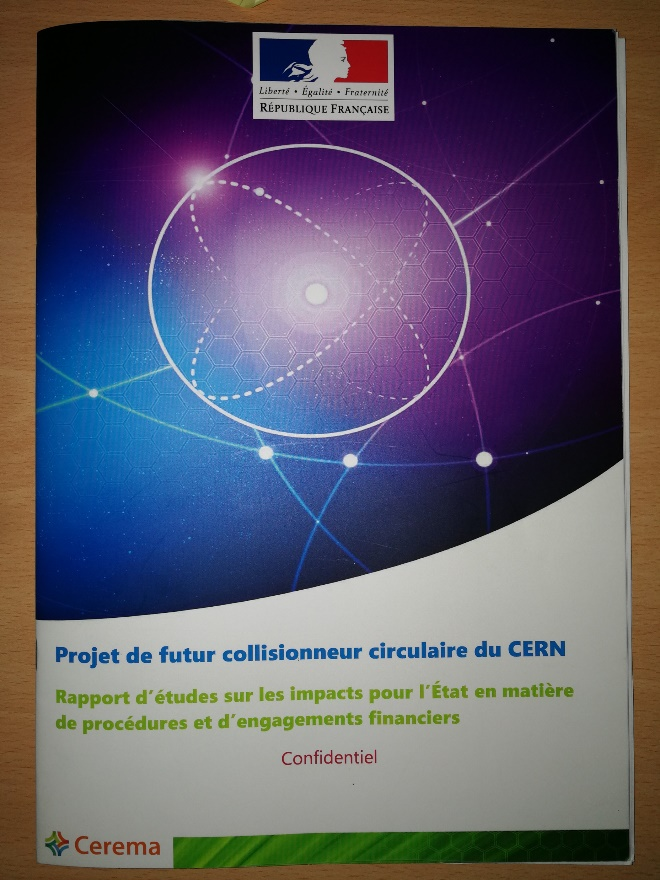 Liberté • Égalité • Fraternité
RÉPUBLIQUE FRANÇAISE
Projet de futur collisionneur circulaire du CERN
Rapport d'études sur les impacts pour l'État en matière
de procédures et d'engagements financiers
Confidentiel
Cerema